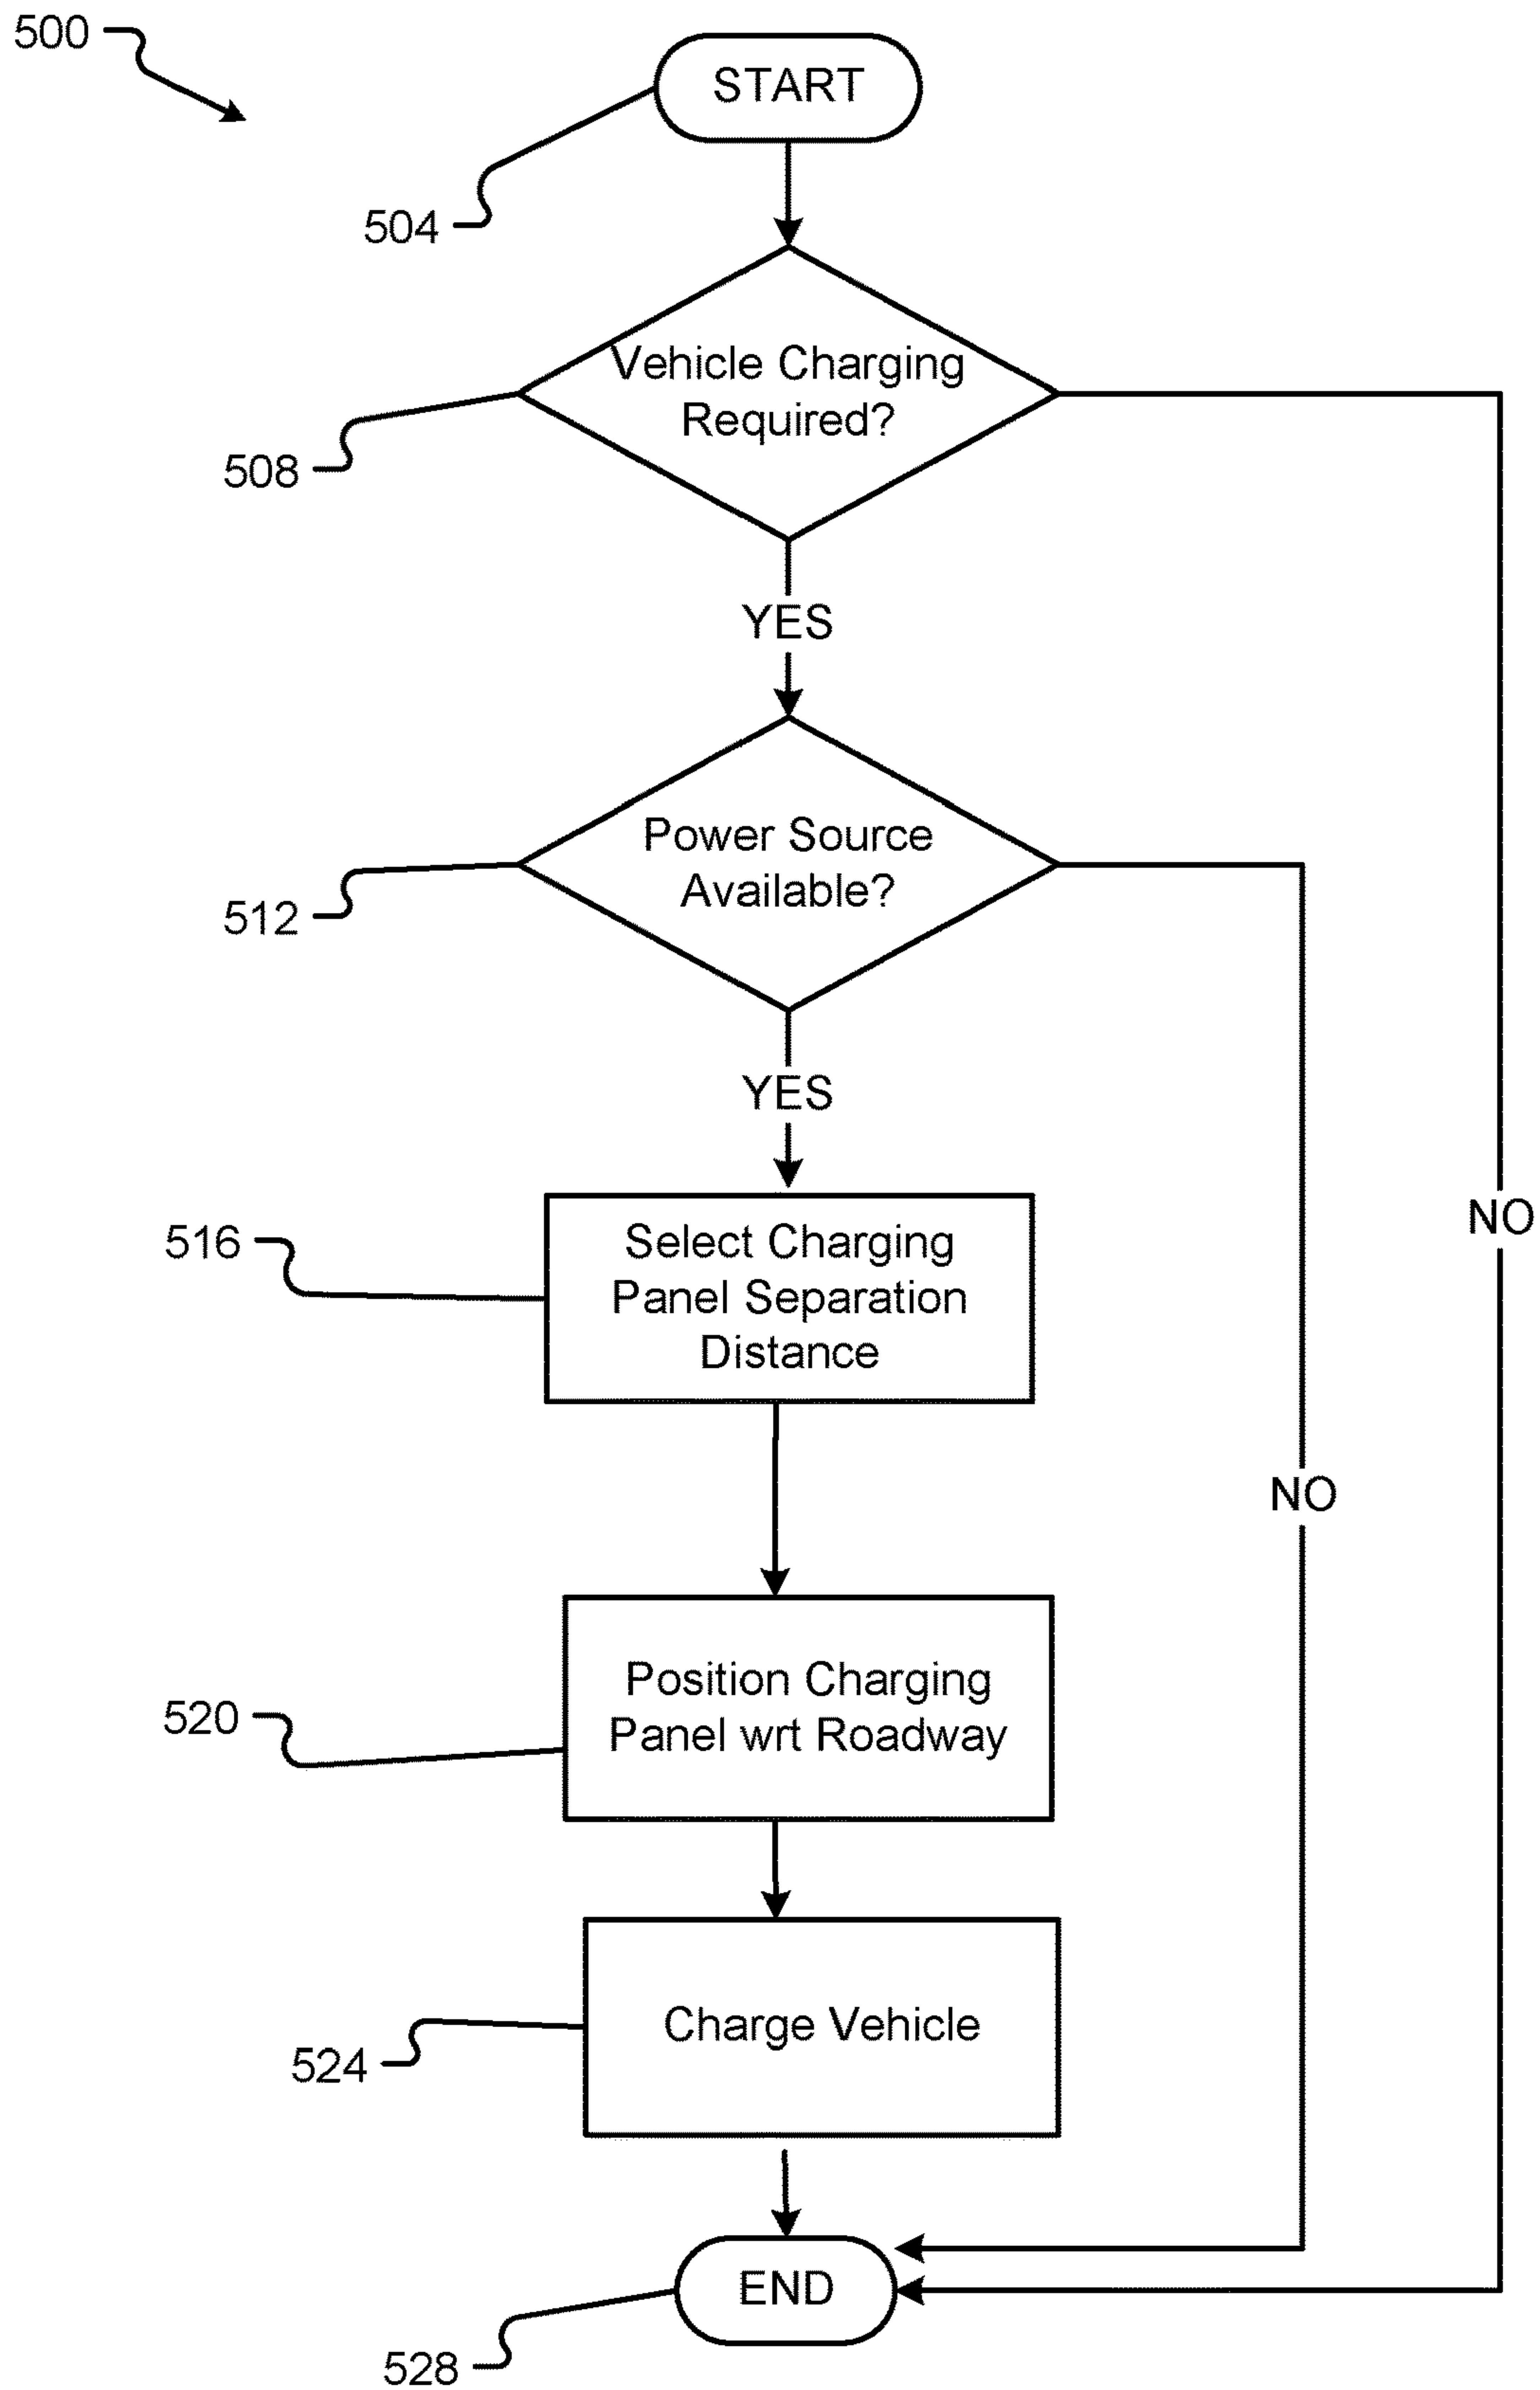 500
START
504
Vehicle Charging
Required?
508
YES
Power Source
Available?
512
YES
516
Select Charging
Panel Separation
Distance
NO
NO
520
Position Charging
Panel wrt Roadway
524
Charge Vehicle
END
528